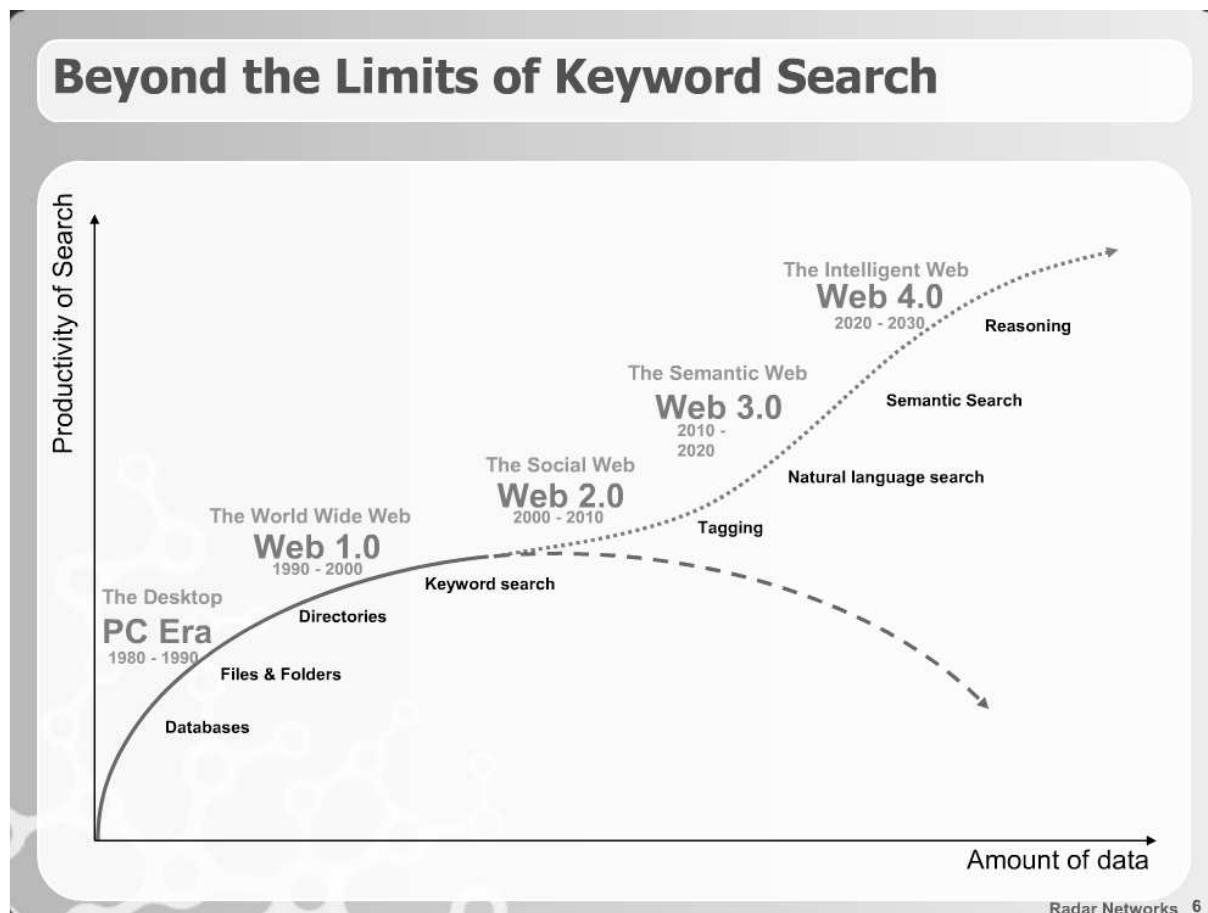 Beyond the Limits of Keyword Search
Productivity of Search
The Intelligent Web
Web 4.0
2020 - 2030
Reasoning
The Semantic Web
Web 3.0
2010 -
2020
Semantic Search
The Social Web
Web 2.0
2000 - 2010
Natural language search
Tagging
The World Wide Web
Web 1.0
1990 - 2000
Keyword search
The Desktop
PC Era
1980 - 1990
Directories
Files & Folders
Databases
Amount of data
Radar Networks 6